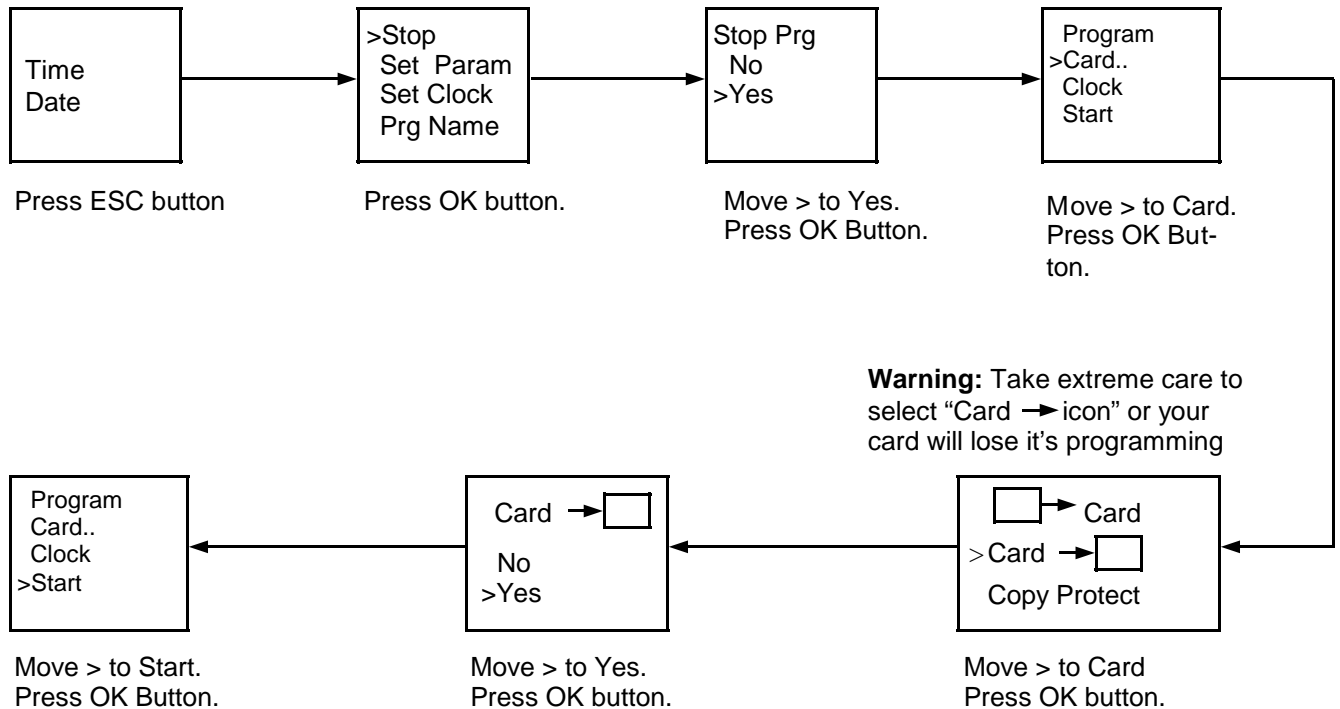 Time
Date
Press ESC button
>Stop
Set Param
Set Clock
Prg Name
Press OK button.
Stop Prg
No
>Yes
Move > to Yes.
Press OK Button.
Program
>Card..
Clock
Start
Move > to Card.
Press OK But-
ton.
Warning: Take extreme care to
select “Card → icon” or your
card will lose it's programming
→ Card
>Card →
Copy Protect
Move > to Card
Press OK button.
Card →
No
>Yes
Move > to Yes.
Press OK button.
Program
Card..
Clock
>Start
Move > to Start.
Press OK Button.